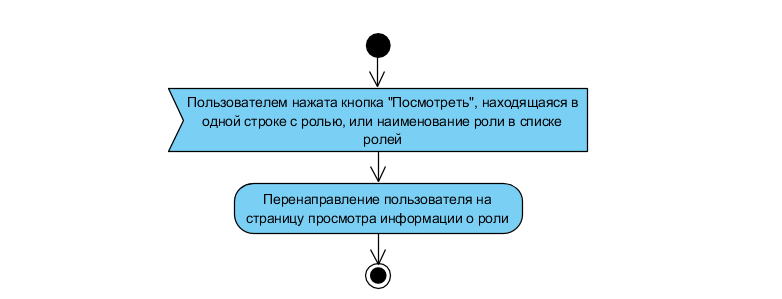 Пользователем нажата кнопка "Посмотреть", находящаяся в
одной строке с ролью, или наименование роли в списке
ролей
Перенаправление пользователя на
страницу просмотра информации о роли